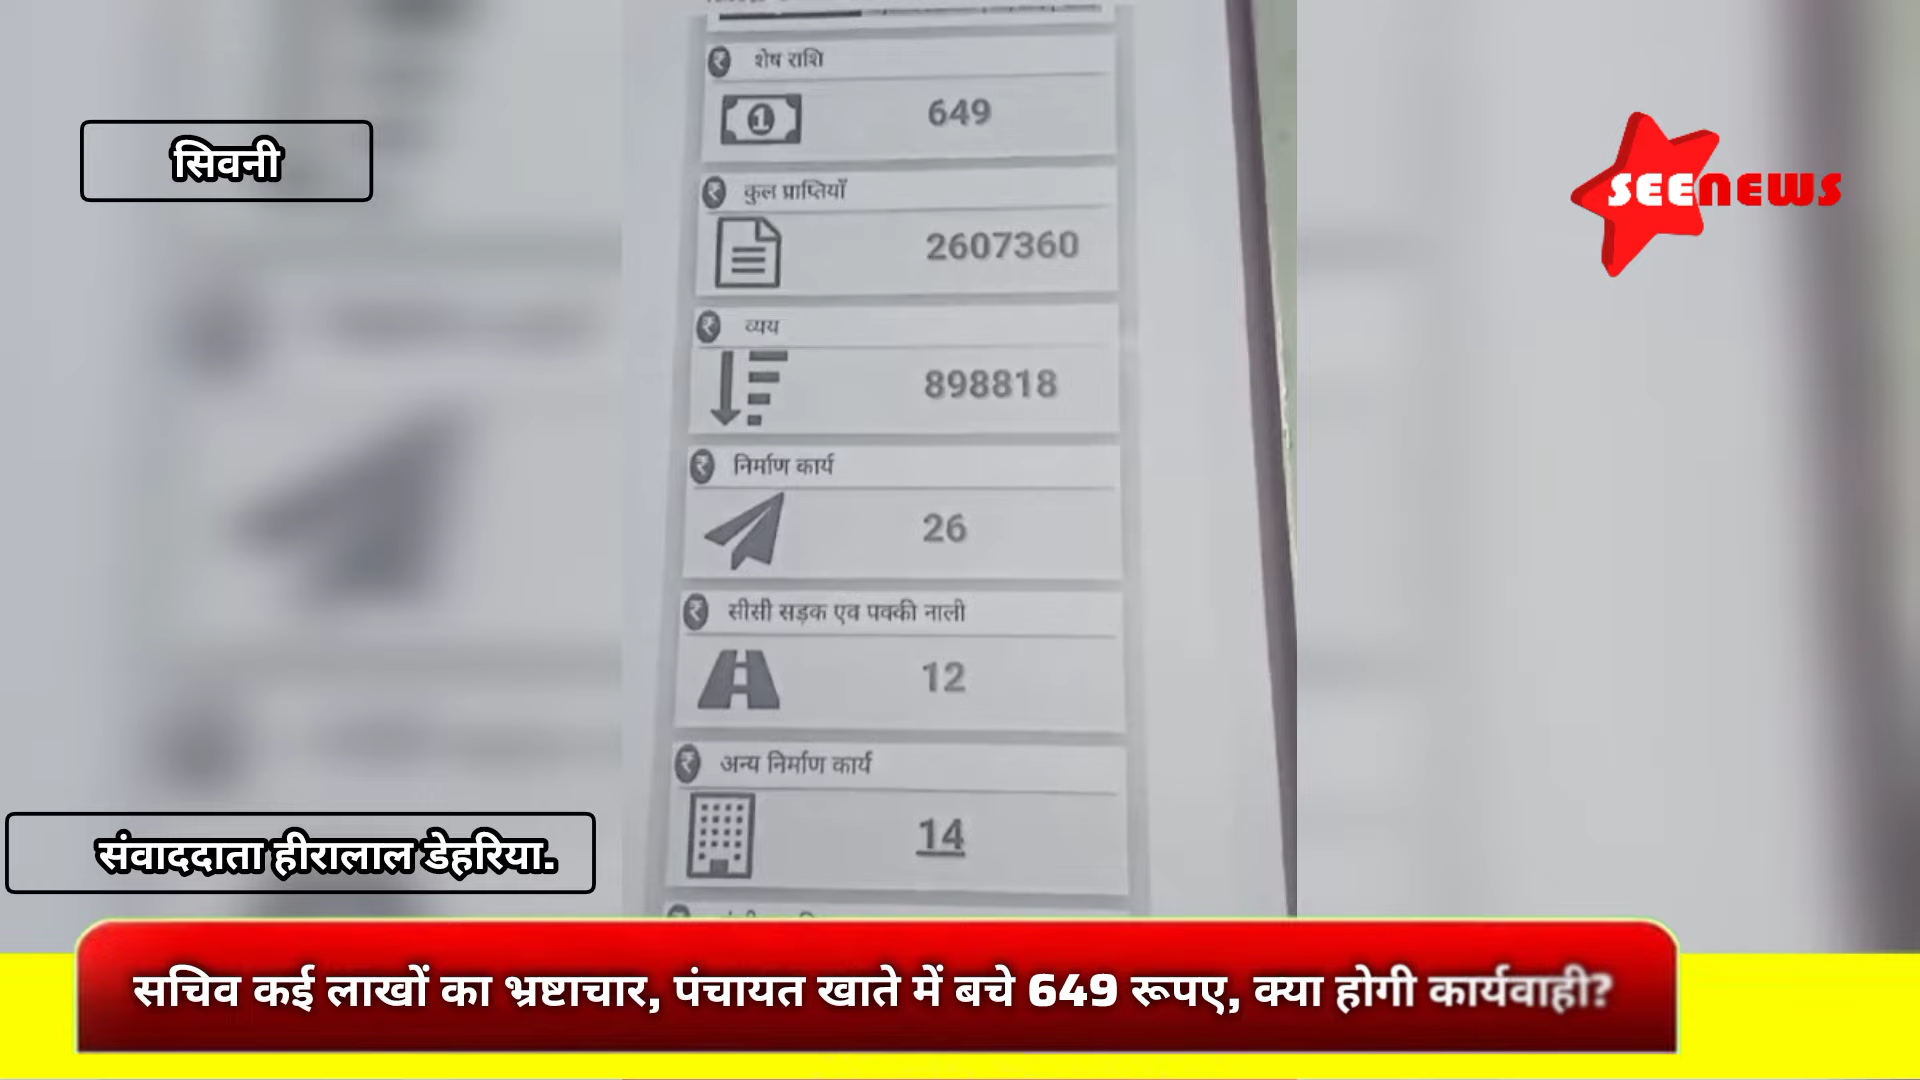 शेष राशि
649
सिवनी
SEENEWS
कुल प्राप्तियाँ
2607360
व्यय
898818
निर्माण कार्य
26
सीसी सड़क एव पक्की नाली
12
अन्य निर्माण कार्य
14
संवाददाता हीरालाल डेहरिया.
सचिव कई लाखों का भ्रष्टाचार, पंचायत खाते में बचे 649 रूपए, क्या होगी कार्यवाही?